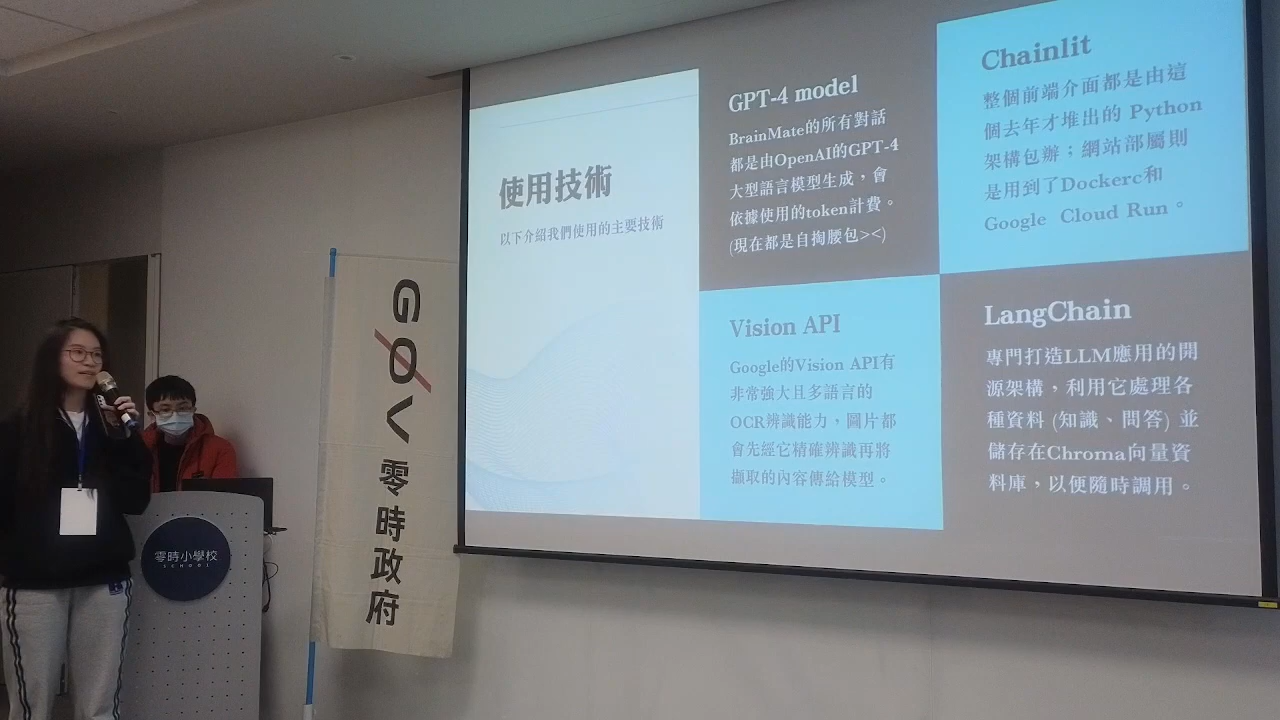 使用技術
以下介紹我們使用的主要技術
GPT-4 model
BrainMate的所有對話
都是由OpenAI的GPT-4
大型語言模型生成，會
依據使用的token計費。
(現在都是自掏腰包><)
Chainlit
整個前端介面都是由這
個去年才堆出的 Python
架構包辦；網站部屬則
是用到了Dockerc和
Google Cloud Run。
Vision API
Google的Vision API有
非常強大且多語言的
OCR辨識能力，圖片都
會先經它精確辨識再將
擷取的內容傳給模型。
LangChain
專門打造LLM應用的開
源架構，利用它處理各
種資料 (知識、問答) 並
儲存在Chroma向量資
料庫，以便隨時調用。
G0V 零時政府
零時小學校
SCHOOL